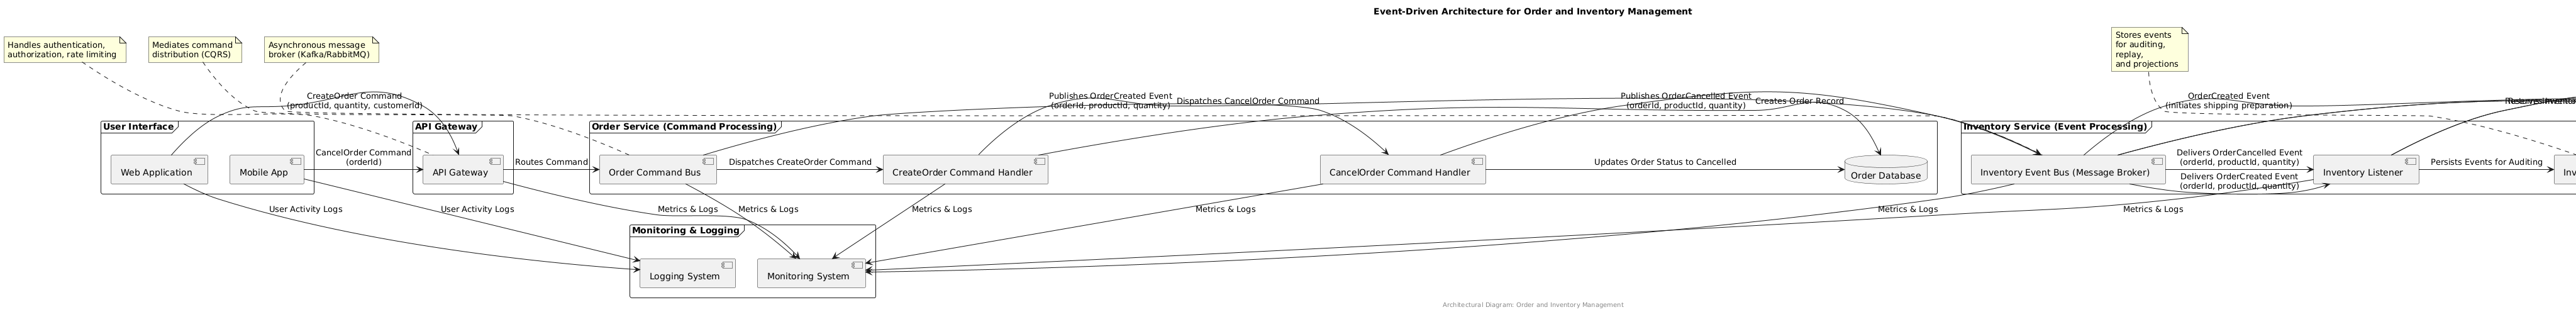 Event-Driven Architecture for Order and Inventory Management
Handles authentication,
authorization, rate limiting
Mediates command
distribution (CQRS)
Asynchronous message
broker (Kafka/RabbitMQ)
Stores events
for auditing,
replay,
and projections
CreateOrder Command
(productId, quantity, customerId)
Publishes OrderCreated Event
(orderId, productId, quantity)
Dispatches CancelOrder Command
Publishes OrderCancelled Event
(orderId, productId, quantity)
Creates Order Record
OrderCreated Event
(initiates shipping preparation)
User Interface
API Gateway
Order Service (Command Processing)
Inventory Service (Event Processing)
Web Application
Mobile App
CancelOrder Command
(orderId)
API Gateway
Routes Command
Order Command Bus
Dispatches CreateOrder Command
CreateOrder Command Handler
CancelOrder Command Handler
Updates Order Status to Cancelled
Order Database
Inventory Event Bus (Message Broker)
Delivers OrderCancelled Event
(orderId, productId, quantity)
Delivers OrderCreated Event
(orderId, productId, quantity)
Inventory Listener
Persists Events for Auditing
User Activity Logs
User Activity Logs
Metrics & Logs
Metrics & Logs
Metrics & Logs
Metrics & Logs
Metrics & Logs
Metrics & Logs
Monitoring & Logging
Logging System
Monitoring System
Architectural Diagram: Order and Inventory Management